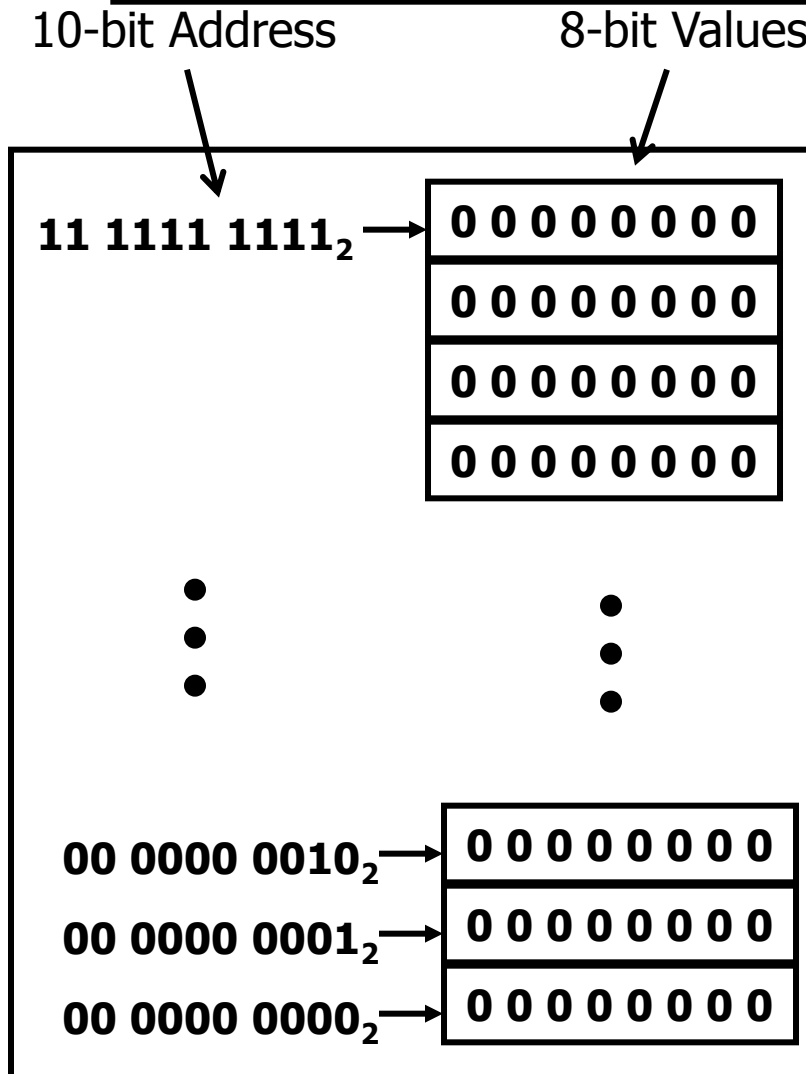 10-bit Address 8-bit Values
11 1111 1111₂ 0 0 0 0 0 0 0 0
0 0 0 0 0 0 0 0
0 0 0 0 0 0 0 0
0 0 0 0 0 0 0 0
00 0000 0010₂ 0 0 0 0 0 0 0 0
00 0000 0001₂ 0 0 0 0 0 0 0 0
00 0000 0000₂ 0 0 0 0 0 0 0 0